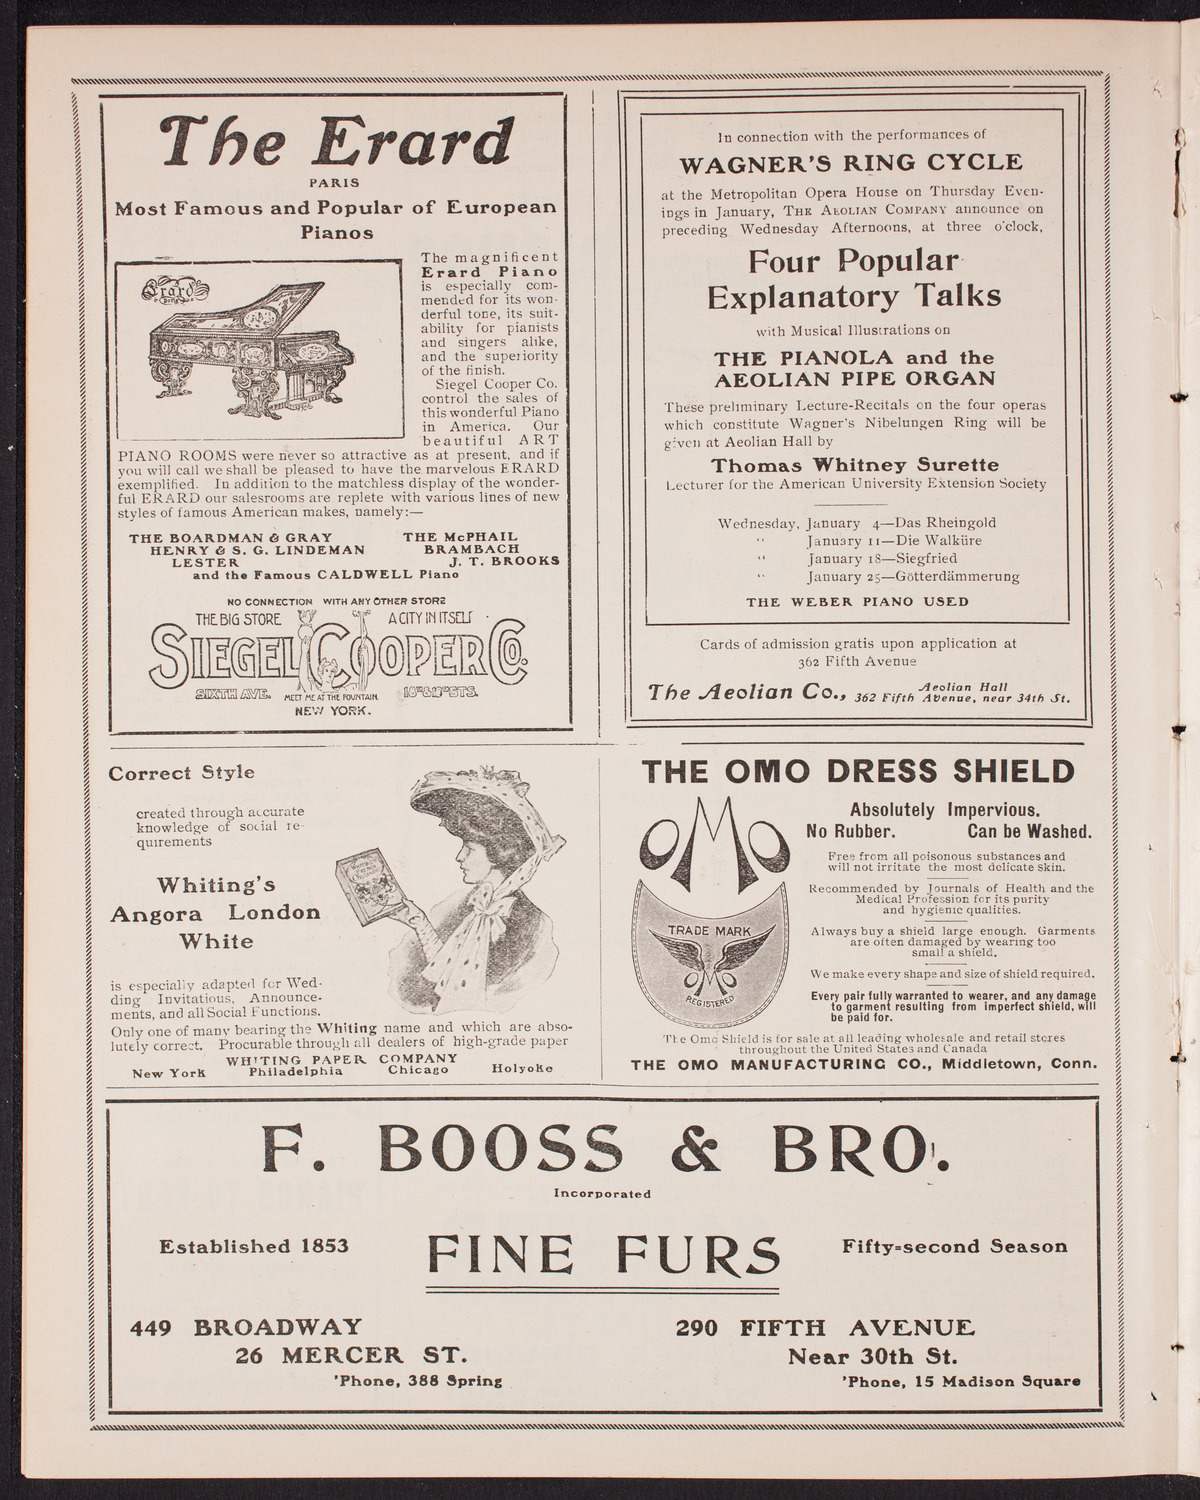 The Erard
PARIS
Most Famous and Popular of European
Pianos
Erard
The magnificent
Erard Piano
is especially com-
mended for its won-
derful tone, its suit-
ability for pianists
and singers alike,
and the superiority
of the finish.
Siegel Cooper Co.
control the sales of
this wonderful Piano
in America. Our
beautiful ART
PIANO ROOMS were never so attractive as at present, and if
you will call we shall be pleased to have the marvelous ERARD
exemplified. In addition to the matchless display of the wonder-
ful ERARD our salesrooms are replete with various lines of new
styles of famous American makes, namely:—
THE BOARDMAN & GRAY THE McPHAIL
HENRY & S. G. LINDEMAN BRAMBACH
LESTER J. T. BROOKS
and the Famous CALDWELL Piano
NO CONNECTION WITH ANY OTHER STORE
THE BIG STORE A CITY IN ITSELF
SIEGEL COOPER CO.
SIXTH AVE. MEET ME AT THE FOUNTAIN 18TH & 19TH STS.
NEW YORK.
In connection with the performances of
WAGNER'S RING CYCLE
at the Metropolitan Opera House on Thursday Even-
ings in January, THE AEOLIAN COMPANY announce on
preceding Wednesday Afternoons, at three o'clock,
Four Popular
Explanatory Talks
with Musical Illustrations on
THE PIANOLA and the
AEOLIAN PIPE ORGAN
These preliminary Lecture-Recitals on the four operas
which constitute Wagner's Nibelungen Ring will be
given at Aeolian Hall by
Thomas Whitney Surette
Lecturer for the American University Extension Society
Wednesday, January 4—Das Rheingold
" January 11—Die Walküre
" January 18—Siegfried
" January 25—Götterdämmerung
THE WEBER PIANO USED
Cards of admission gratis upon application at
362 Fifth Avenue
The Aeolian Co., Aeolian Hall
362 Fifth Avenue, near 34th St.
Correct Style
created through accurate
knowledge of social re-
quirements
Whiting's
Angora London
White
is especially adapted for Wed-
ding Invitations, Announce-
ments, and all Social Functions.
Only one of many bearing the Whiting name and which are abso-
lutely correct. Procurable through all dealers of high-grade paper
WHITING PAPER COMPANY
New York Philadelphia Chicago Holyoke
THE OMO DRESS SHIELD
OMO
TRADE MARK
OMO
REGISTERED
Absolutely Impervious.
No Rubber. Can be Washed.
Free from all poisonous substances and
will not irritate the most delicate skin.
Recommended by Journals of Health and the
Medical Profession for its purity
and hygienic qualities.
Always buy a shield large enough. Garments
are often damaged by wearing too
small a shield.
We make every shape and size of shield required.
Every pair fully warranted to wearer, and any damage
to garment resulting from imperfect shield, will
be paid for.
The Omo Shield is for sale at all leading wholesale and retail stores
throughout the United States and Canada
THE OMO MANUFACTURING CO., Middletown, Conn.
F. BOOSS & BRO.
Incorporated
Established 1853 FINE FURS Fifty-second Season
449 BROADWAY
26 MERCER ST.
'Phone, 388 Spring
290 FIFTH AVENUE
Near 30th St.
'Phone, 15 Madison Square